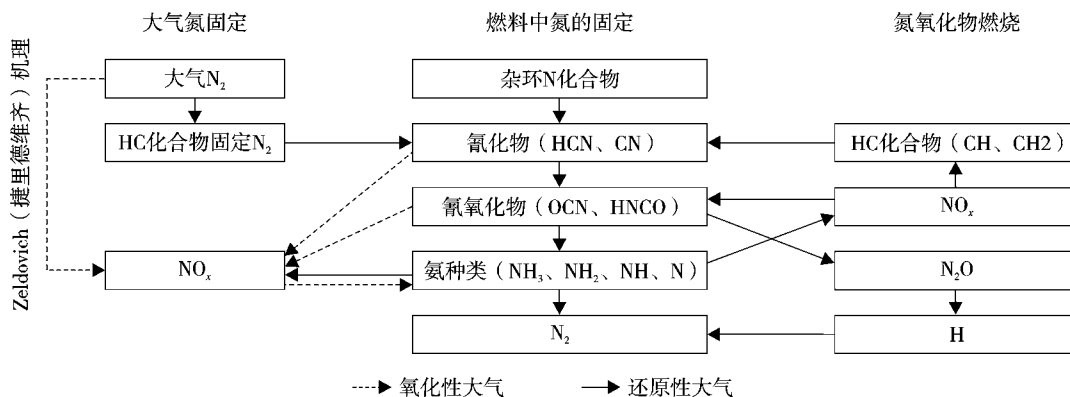 大气氮固定
燃料中氮的固定
氮氧化物燃烧
Zeldovich（捷里德维齐）机理
大气N₂
杂环N化合物
HC化合物固定N₂
氰化物（HCN、CN）
HC化合物（CH、CH2）
氰氧化物（OCN、HNCO）
NOₓ
NOₓ
氨种类（NH₃、NH₂、NH、N）
N₂O
N₂
H
氧化性大气
还原性大气